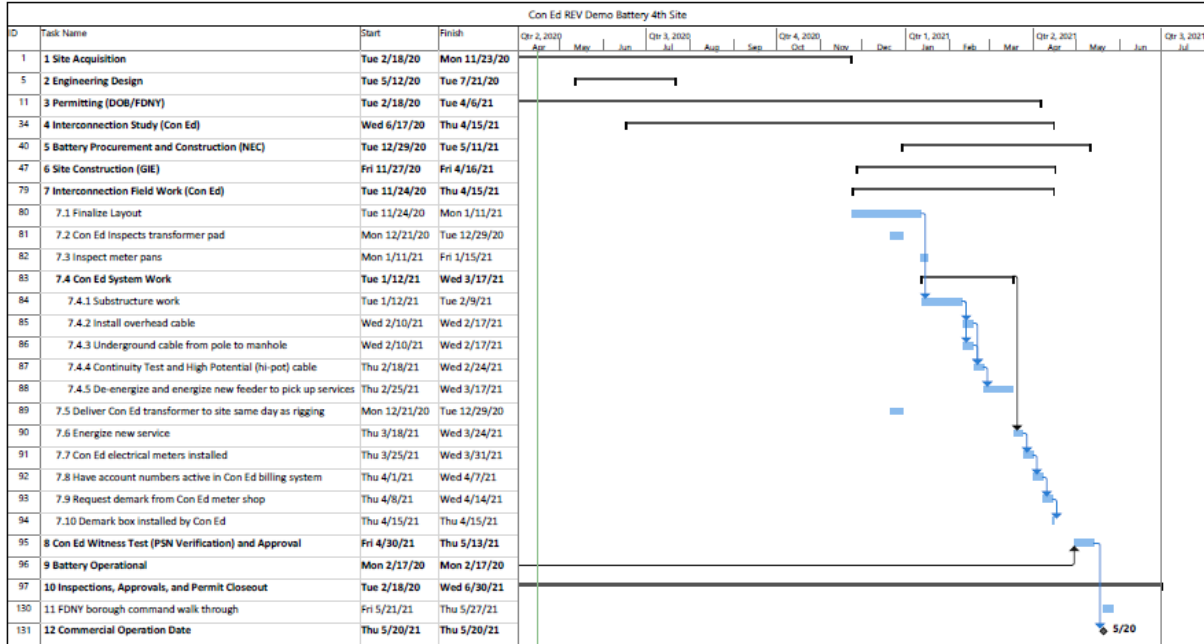 Con Ed REV Demo Battery 4th Site
ID Task Name Start Finish Qtr 2, 2020 Qtr 3, 2020 Qtr 4, 2020 Qtr 1, 2021 Qtr 2, 2021 Qtr 3, 2021
Apr May Jun Jul Aug Sep Oct Nov Dec Jan Feb Mar Apr May Jun Jul
1 1 Site Acquisition Tue 2/18/20 Mon 11/23/20
5 2 Engineering Design Tue 5/12/20 Tue 7/21/20
11 3 Permitting (DOB/FDNY) Tue 2/18/20 Tue 4/6/21
34 4 Interconnection Study (Con Ed) Wed 6/17/20 Thu 4/15/21
40 5 Battery Procurement and Construction (NEC) Tue 12/29/20 Tue 5/11/21
47 6 Site Construction (GIE) Fri 11/27/20 Fri 4/16/21
79 7 Interconnection Field Work (Con Ed) Tue 11/24/20 Thu 4/15/21
80 7.1 Finalize Layout Tue 11/24/20 Mon 1/11/21
81 7.2 Con Ed Inspects transformer pad Mon 12/21/20 Tue 12/29/20
82 7.3 Inspect meter pans Mon 1/11/21 Fri 1/15/21
83 7.4 Con Ed System Work Tue 1/12/21 Wed 3/17/21
84 7.4.1 Substructure work Tue 1/12/21 Tue 2/9/21
85 7.4.2 Install overhead cable Wed 2/10/21 Wed 2/17/21
86 7.4.3 Underground cable from pole to manhole Wed 2/10/21 Wed 2/17/21
87 7.4.4 Continuity Test and High Potential (hi-pot) cable Thu 2/18/21 Wed 2/24/21
88 7.4.5 De-energize and energize new feeder to pick up services Thu 2/25/21 Wed 3/17/21
89 7.5 Deliver Con Ed transformer to site same day as rigging Mon 12/21/20 Tue 12/29/20
90 7.6 Energize new service Thu 3/18/21 Wed 3/24/21
91 7.7 Con Ed electrical meters installed Thu 3/25/21 Wed 3/31/21
92 7.8 Have account numbers active in Con Ed billing system Thu 4/1/21 Wed 4/7/21
93 7.9 Request demark from Con Ed meter shop Thu 4/8/21 Wed 4/14/21
94 7.10 Demark box installed by Con Ed Thu 4/15/21 Thu 4/15/21
95 8 Con Ed Witness Test (PSN Verification) and Approval Fri 4/30/21 Thu 5/13/21
96 9 Battery Operational Mon 2/17/20 Mon 2/17/20
97 10 Inspections, Approvals, and Permit Closeout Tue 2/18/20 Wed 6/30/21
130 11 FDNY borough command walk through Fri 5/21/21 Thu 5/27/21
131 12 Commercial Operation Date Thu 5/20/21 Thu 5/20/21 5/20